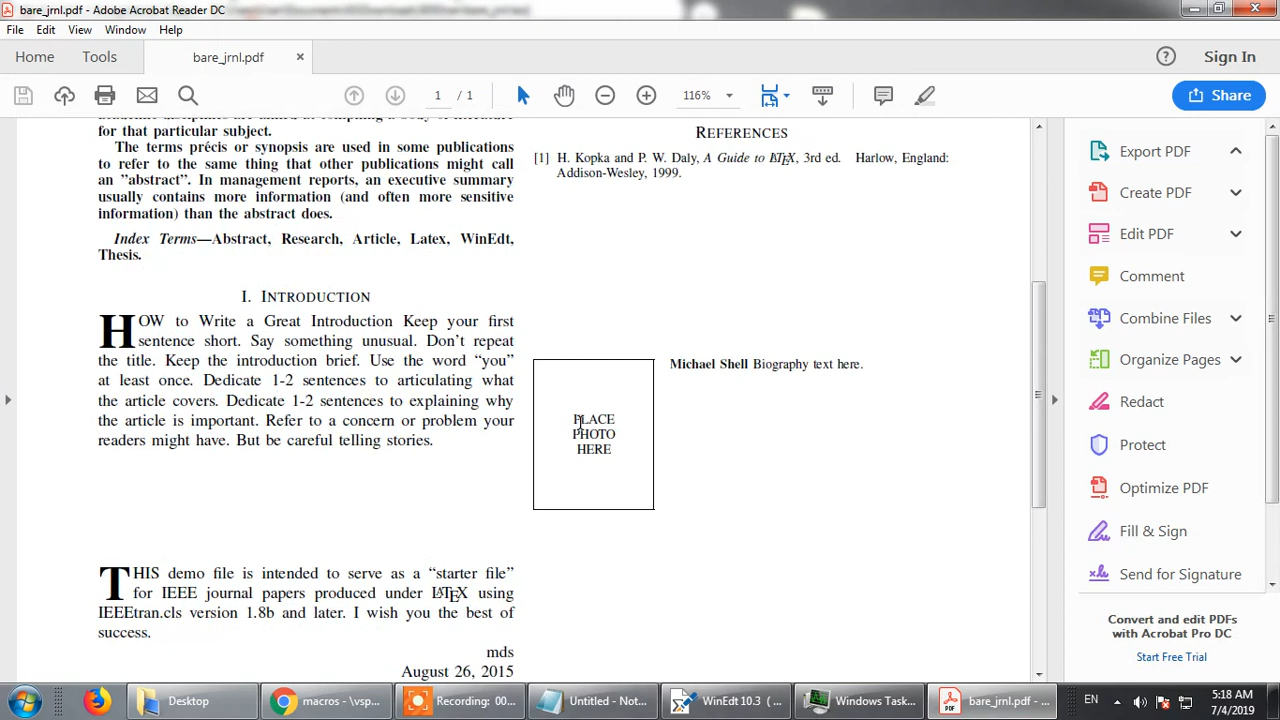 bare_jrnl.pdf - Adobe Acrobat Reader DC
File Edit View Window Help
Home Tools bare_jrnl.pdf × Sign In
1 / 1 116% Share
for that particular subject.
The terms précis or synopsis are used in some publications
to refer to the same thing that other publications might call
an ”abstract”. In management reports, an executive summary
usually contains more information (and often more sensitive
information) than the abstract does.
Index Terms—Abstract, Research, Article, Latex, WinEdt,
Thesis.
I. INTRODUCTION
HOW to Write a Great Introduction Keep your first
sentence short. Say something unusual. Don’t repeat
the title. Keep the introduction brief. Use the word “you”
at least once. Dedicate 1-2 sentences to articulating what
the article covers. Dedicate 1-2 sentences to explaining why
the article is important. Refer to a concern or problem your
readers might have. But be careful telling stories.
THIS demo file is intended to serve as a “starter file”
for IEEE journal papers produced under LATEX using
IEEEtran.cls version 1.8b and later. I wish you the best of
success.
mds
August 26, 2015
REFERENCES
[1] H. Kopka and P. W. Daly, A Guide to LATEX, 3rd ed. Harlow, England:
Addison-Wesley, 1999.
PLACE
PHOTO
HERE
Michael Shell Biography text here.
Export PDF
Create PDF
Edit PDF
Comment
Combine Files
Organize Pages
Redact
Protect
Optimize PDF
Fill & Sign
Send for Signature
Convert and edit PDFs
with Acrobat Pro DC
Start Free Trial
Desktop macros - \vsp... Recording: 00... Untitled - Not... WinEdt 10.3 (... Windows Task... bare_jrnl.pdf - ... EN 5:18 AM
7/4/2019